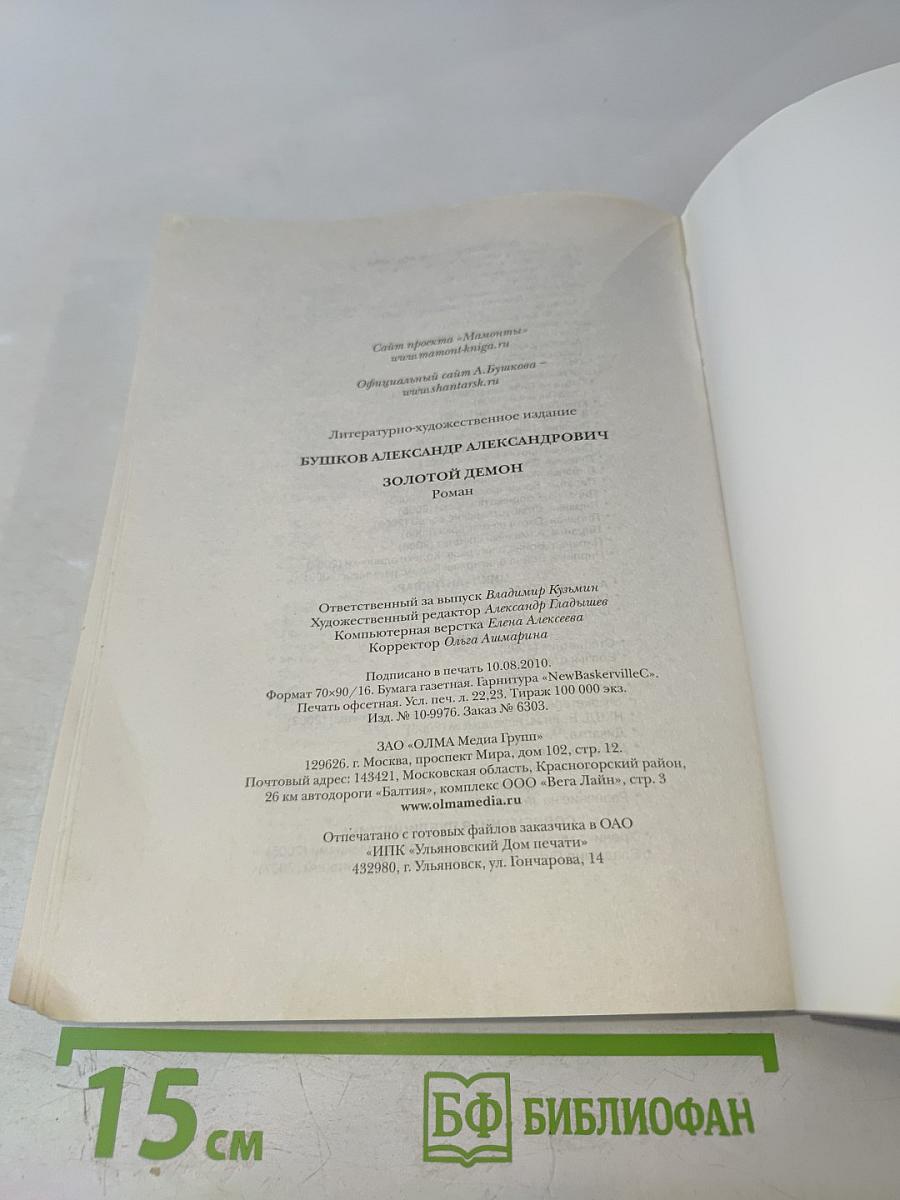 Сайт проекта «Мамонты»
www.mamont-kniga.ru
Официальный сайт А.Бушкова –
www.shantarsk.ru
Литературно-художественное издание
БУШКОВ АЛЕКСАНДР АЛЕКСАНДРОВИЧ
ЗОЛОТОЙ ДЕМОН
Роман
Ответственный за выпуск Владимир Кузьмин
Художественный редактор Александр Гладышев
Компьютерная верстка Елена Алексеева
Корректор Ольга Ашмарина
Подписано в печать 10.08.2010.
Формат 70×90/16. Бумага газетная. Гарнитура «NewBaskervilleC».
Печать офсетная. Усл. печ. л. 22,23. Тираж 100 000 экз.
Изд. № 10-9976. Заказ № 6303.
ЗАО «ОЛМА Медиа Групп»
129626. г. Москва, проспект Мира, дом 102, стр. 12.
Почтовый адрес: 143421, Московская область, Красногорский район,
26 км автодороги «Балтия», комплекс ООО «Вега Лайн», стр. 3
www.olmamedia.ru
Отпечатано с готовых файлов заказчика в ОАО
«ИПК «Ульяновский Дом печати»
432980, г. Ульяновск, ул. Гончарова, 14
15 см
БФ БИБЛИОФАН